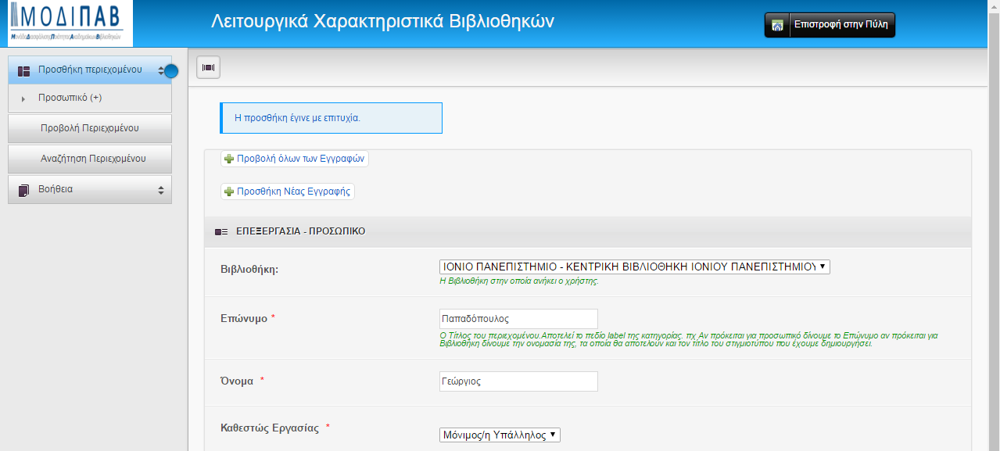 ΜΟΔΙΠΑΒ
ΜονάδαΔιασφάλισηςΠοιότηταςΑκαδημαϊκώνΒιβλιοθηκών
Λειτουργικά Χαρακτηριστικά Βιβλιοθηκών
Επιστροφή στην Πύλη
Προσθήκη περιεχομένου
Προσωπικό (+)
Προβολή Περιεχομένου
Αναζήτηση Περιεχομένου
Βοήθεια
Η προσθήκη έγινε με επιτυχία.
Προβολή όλων των Εγγραφών
Προσθήκη Νέας Εγγραφής
ΕΠΕΞΕΡΓΑΣΙΑ - ΠΡΟΣΩΠΙΚΟ
Βιβλιοθήκη:
ΙΟΝΙΟ ΠΑΝΕΠΙΣΤΗΜΙΟ - ΚΕΝΤΡΙΚΗ ΒΙΒΛΙΟΘΗΚΗ ΙΟΝΙΟΥ ΠΑΝΕΠΙΣΤΗΜΙΟΥ
Η Βιβλιοθήκη στην οποία ανήκει ο χρήστης.
Επώνυμο *
Παπαδόπουλος
Ο Τίτλος του περιεχομένου.Αποτελεί το πεδίο label της κατηγορίας. πχ Αν πρόκειται για προσωπικό δίνουμε το Επώνυμο αν πρόκειται για
Βιβλιοθήκη δίνουμε την ονομασία της, τα οποία θα αποτελούν και τον τίτλο του στιγμιοτύπου που έχουμε δημιουργήσει.
Όνομα *
Γεώργιος
Καθεστώς Εργασίας *
Μόνιμος/η Υπάλληλος